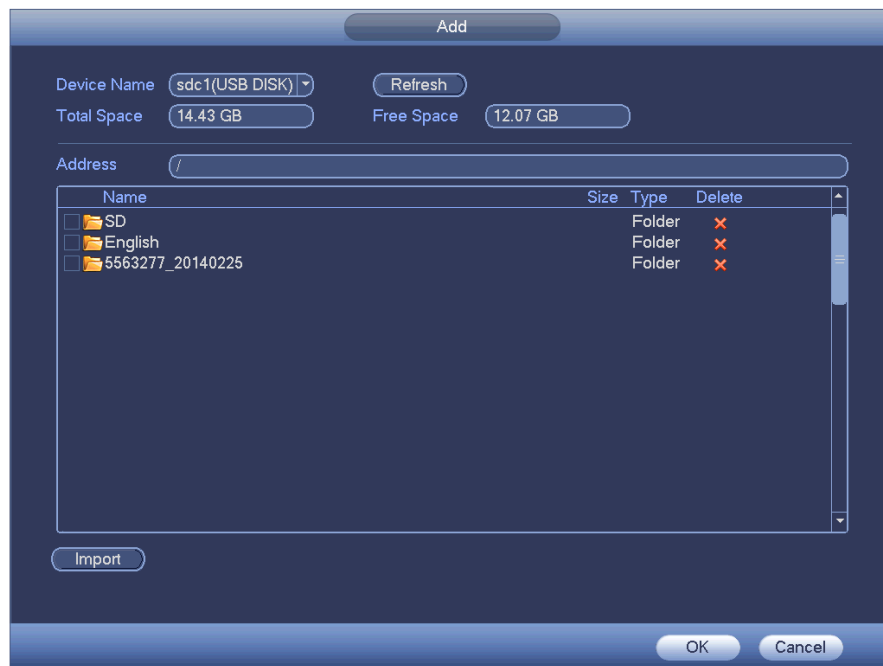 Add
Device Name sdc1(USB DISK) Refresh
Total Space 14.43 GB Free Space 12.07 GB
Address /
Name Size Type Delete
SD Folder
English Folder
5563277_20140225 Folder
Import
OK Cancel